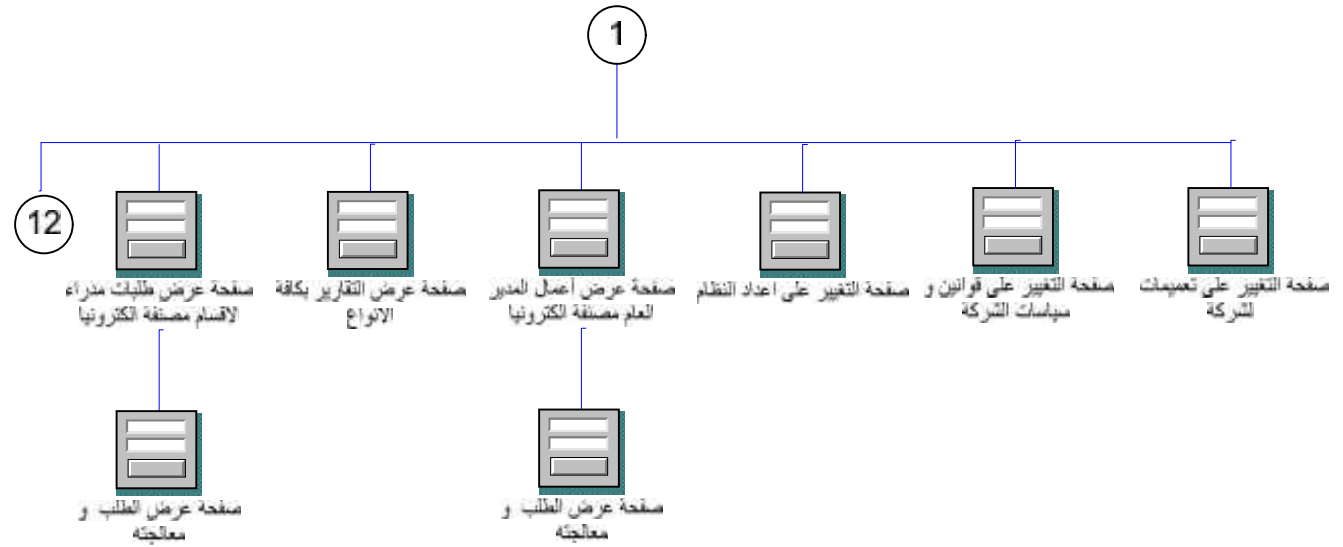 1
12
صفحة عرض طلبات مدراء
لاقسام مصنفة الكترونيا
صفحة عرض التقارير بكافة
الانواع
صفحة عرض أعمال المدير
العام مصنفة الكترونيا
صفحة التغيير على اعداد النظام
صفحة التغيير على قوانين و
سياسات الشركة
صفحة التغيير على تعميمات
لشركة
صفحة عرض الطلب و
معالجته
صفحة عرض الطلب و
معالجته